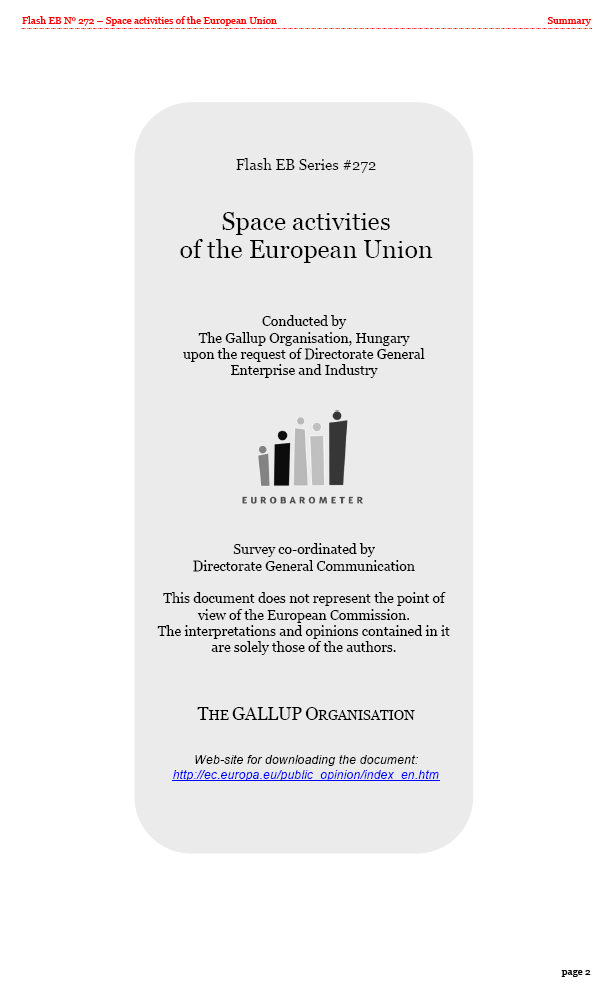 Flash EB Nº 272 – Space activities of the European Union Summary
Flash EB Series #272
Space activities
of the European Union
Conducted by
The Gallup Organisation, Hungary
upon the request of Directorate General
Enterprise and Industry
EUROBAROMETER
Survey co-ordinated by
Directorate General Communication
This document does not represent the point of
view of the European Commission.
The interpretations and opinions contained in it
are solely those of the authors.
THE GALLUP ORGANISATION
Web-site for downloading the document:
http://ec.europa.eu/public_opinion/index_en.htm
page 2